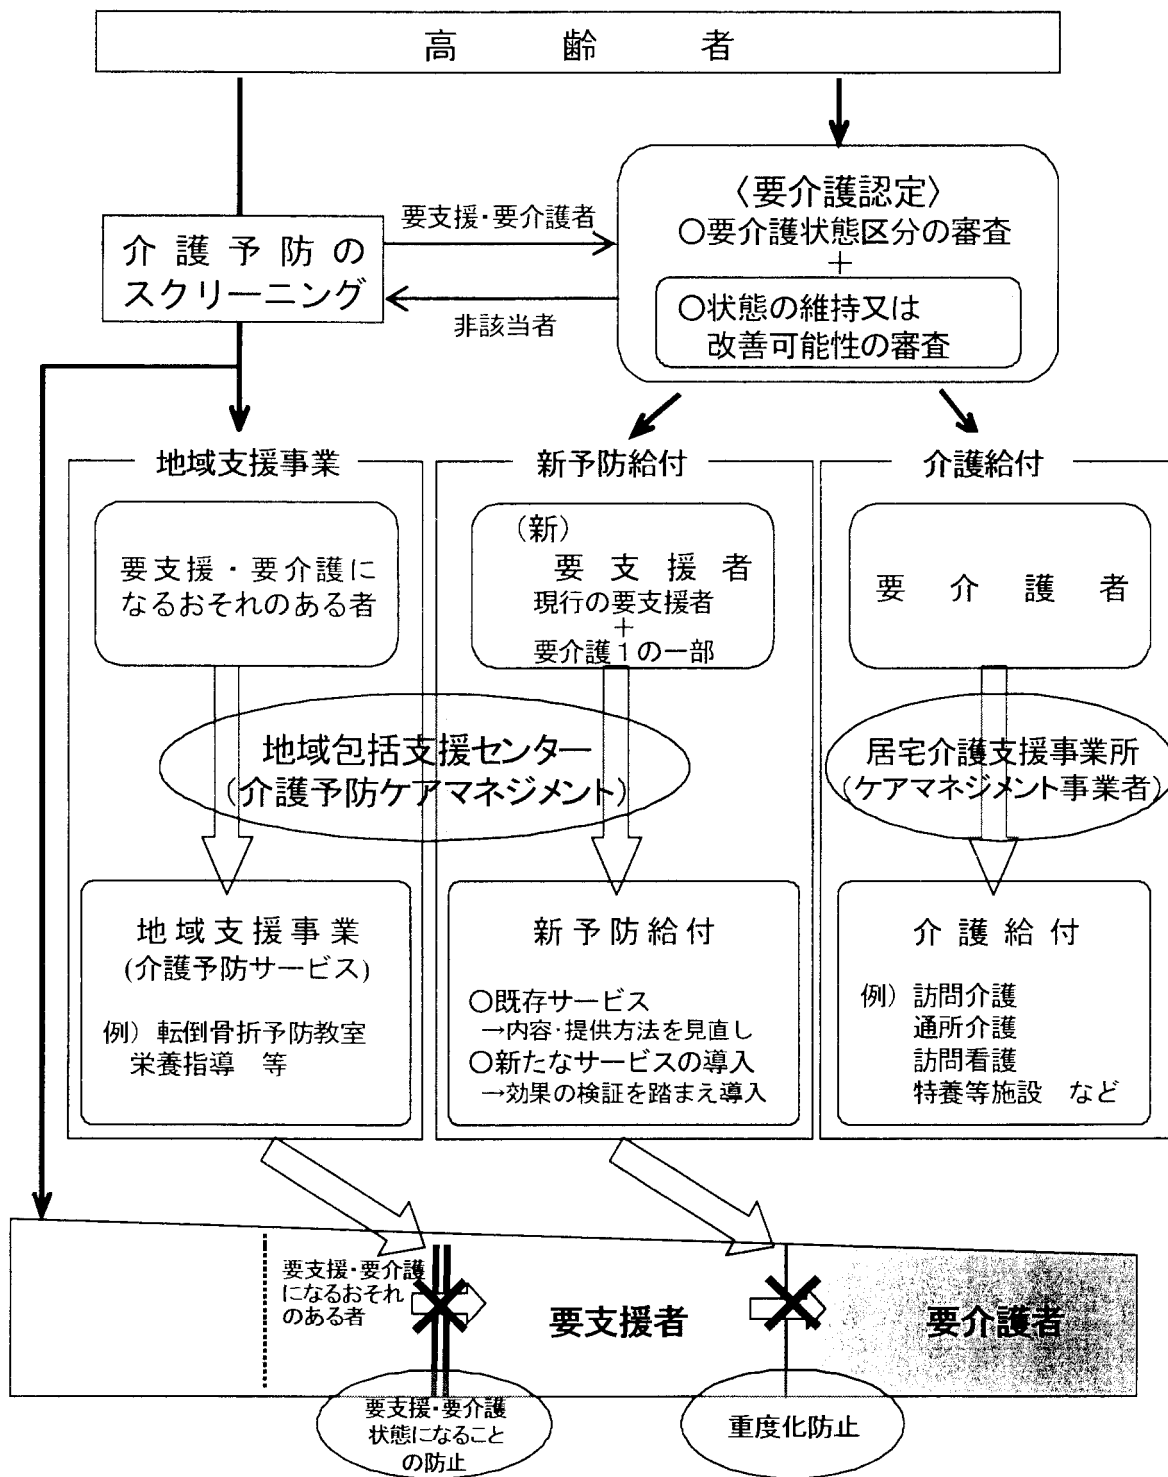 高齢者
〈要介護認定〉
○要介護状態区分の審査
＋
○状態の維持又は
改善可能性の審査
要支援・要介護者
介護予防の
スクリーニング
非該当者
地域支援事業
要支援・要介護に
なるおそれのある者
新予防給付
（新）
要支援者
現行の要支援者
＋
要介護１の一部
介護給付
要介護者
地域包括支援センター
（介護予防ケアマネジメント）
居宅介護支援事業所
（ケアマネジメント事業者）
地域支援事業
(介護予防サービス)
例）転倒骨折予防教室
栄養指導　等
新予防給付
○既存サービス
→内容・提供方法を見直し
○新たなサービスの導入
→効果の検証を踏まえ導入
介護給付
例）訪問介護
通所介護
訪問看護
特養等施設　など
要支援・要介護
になるおそれ
のある者
要支援者
要介護者
要支援・要介護
状態になること
の防止
重度化防止